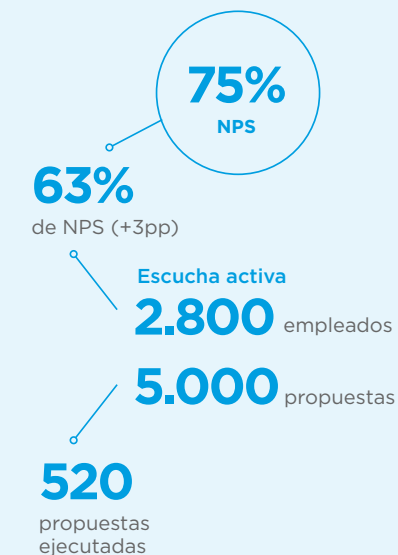 75%
NPS
63%
de NPS (+3pp)
Escucha activa
2.800 empleados
5.000 propuestas
520
propuestas
ejecutadas